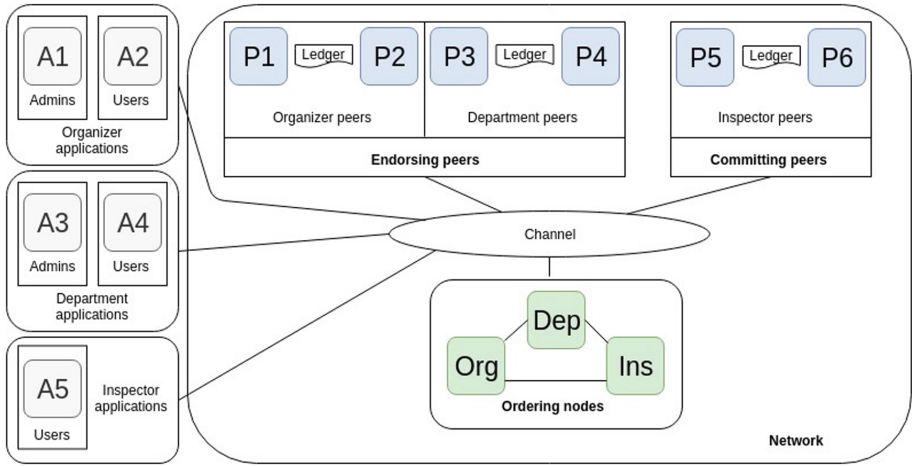 A1
A2
Admins
Users
Organizer
applications
A3
A4
Admins
Users
Department
applications
A5
Users
Inspector
applications
P1
Ledger
P2
P3
Ledger
P4
Organizer peers
Department peers
Endorsing peers
P5
Ledger
P6
Inspector peers
Committing peers
Channel
Dep
Org
Ins
Ordering nodes
Network